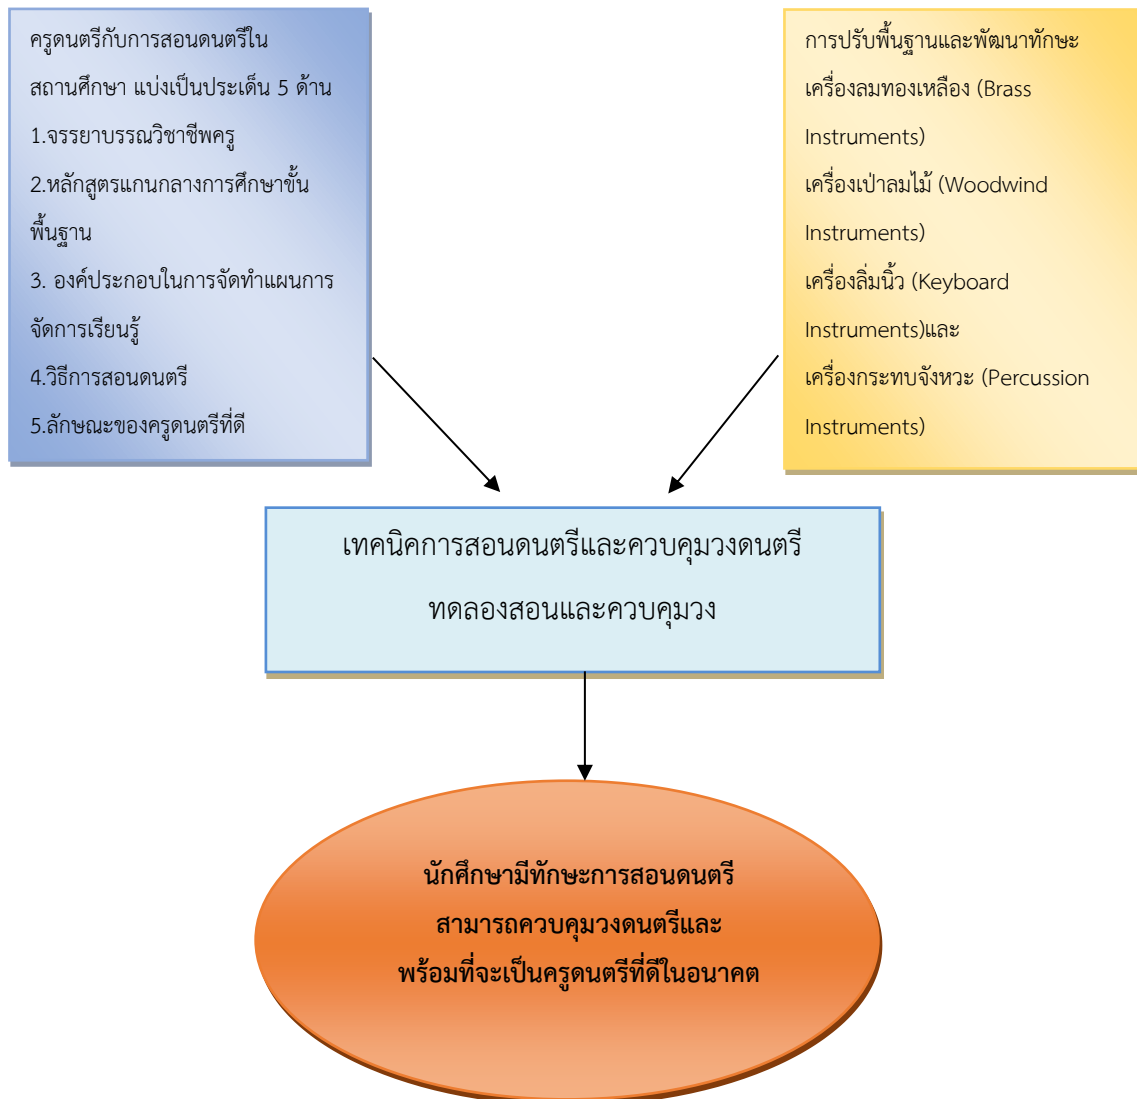 ครูดนตรีกับการสอนดนตรีใน
สถานศึกษา แบ่งเป็นประเด็น 5 ด้าน
1.จรรยาบรรณวิชาชีพครู
2.หลักสูตรแกนกลางการศึกษาขั้น
พื้นฐาน
3. องค์ประกอบในการจัดทำแผนการ
จัดการเรียนรู้
4.วิธีการสอนดนตรี
5.ลักษณะของครูดนตรีที่ดี
การปรับพื้นฐานและพัฒนาทักษะ
เครื่องลมทองเหลือง (Brass
Instruments)
เครื่องเป่าลมไม้ (Woodwind
Instruments)
เครื่องลิ่มนิ้ว (Keyboard
Instruments)และ
เครื่องกระทบจังหวะ (Percussion
Instruments)
เทคนิคการสอนดนตรีและควบคุมวงดนตรี
ทดลองสอนและควบคุมวง
นักศึกษามีทักษะการสอนดนตรี
สามารถควบคุมวงดนตรีและ
พร้อมที่จะเป็นครูดนตรีที่ดีในอนาคต